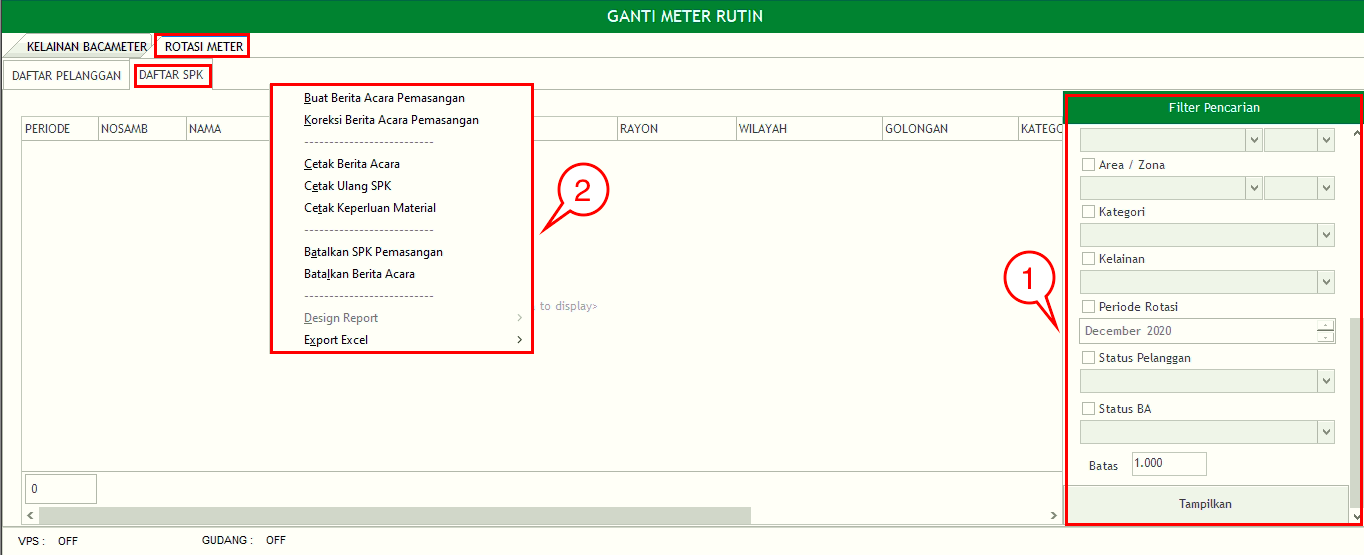 GANTI METER RUTIN
KELAINAN BACAMETER ROTASI METER
DAFTAR PELANGGAN DAFTAR SPK
PERIODE NOSAMB NAMA RAYON WILAYAH GOLONGAN KATEGO
Buat Berita Acara Pemasangan
Koreksi Berita Acara Pemasangan
------------------------
Cetak Berita Acara
Cetak Ulang SPK
Cetak Keperluan Material
------------------------
Batalkan SPK Pemasangan
Batalkan Berita Acara
------------------------
Design Report
Export Excel
2
to display>
1
Filter Pencarian
Area / Zona
Kategori
Kelainan
Periode Rotasi
December 2020
Status Pelanggan
Status BA
Batas 1.000
Tampilkan
0
VPS : OFF GUDANG : OFF